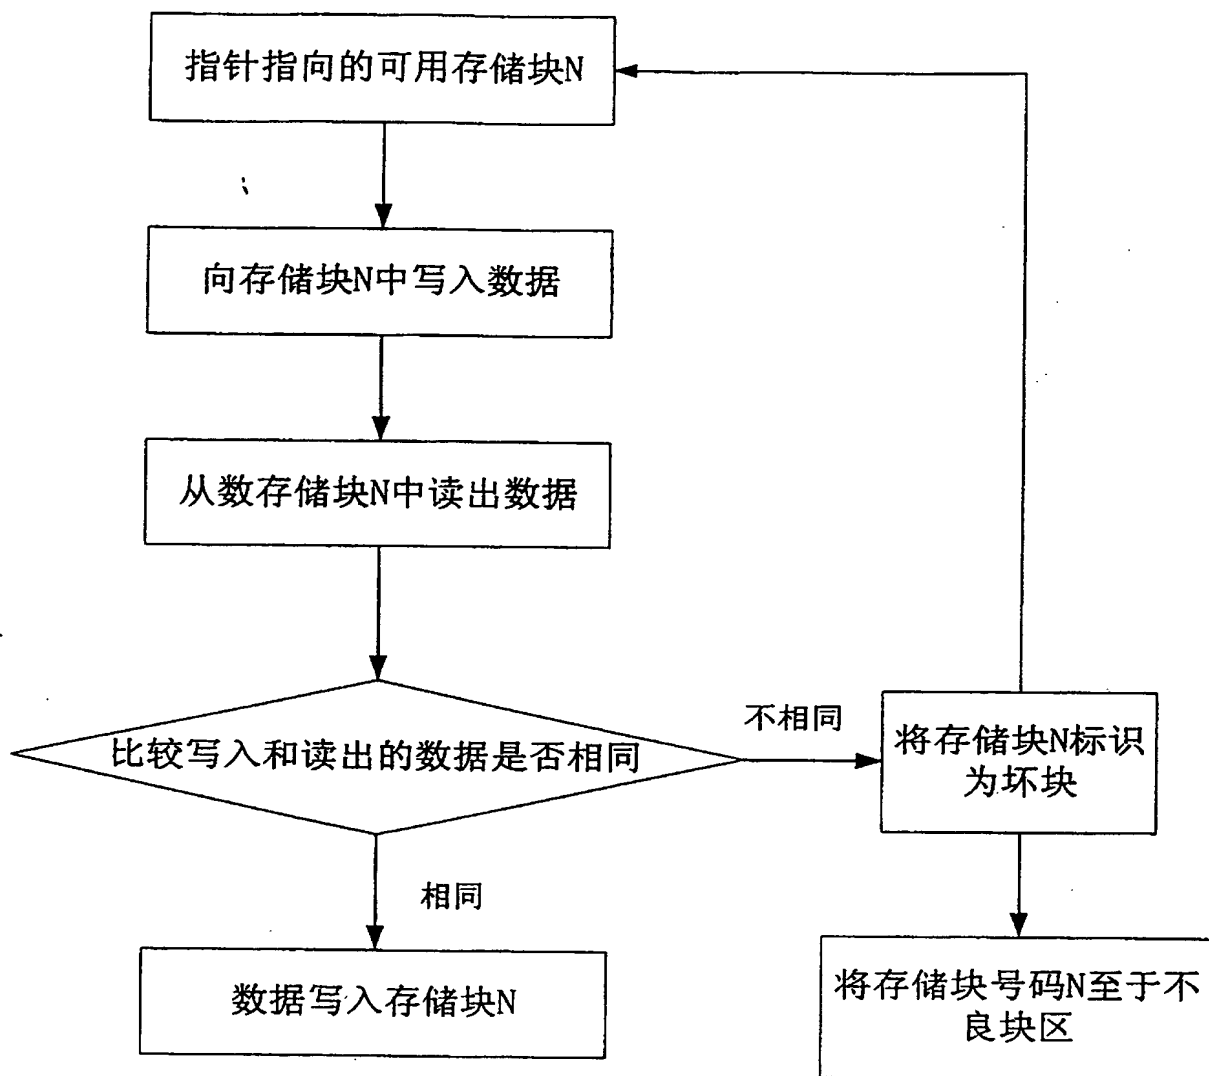 指针指向的可用存储块N
向存储块N中写入数据
从数存储块N中读出数据
比较写入和读出的数据是否相同
不相同
将存储块N标识
为坏块
相同
数据写入存储块N
将存储块号码N至于不
良块区